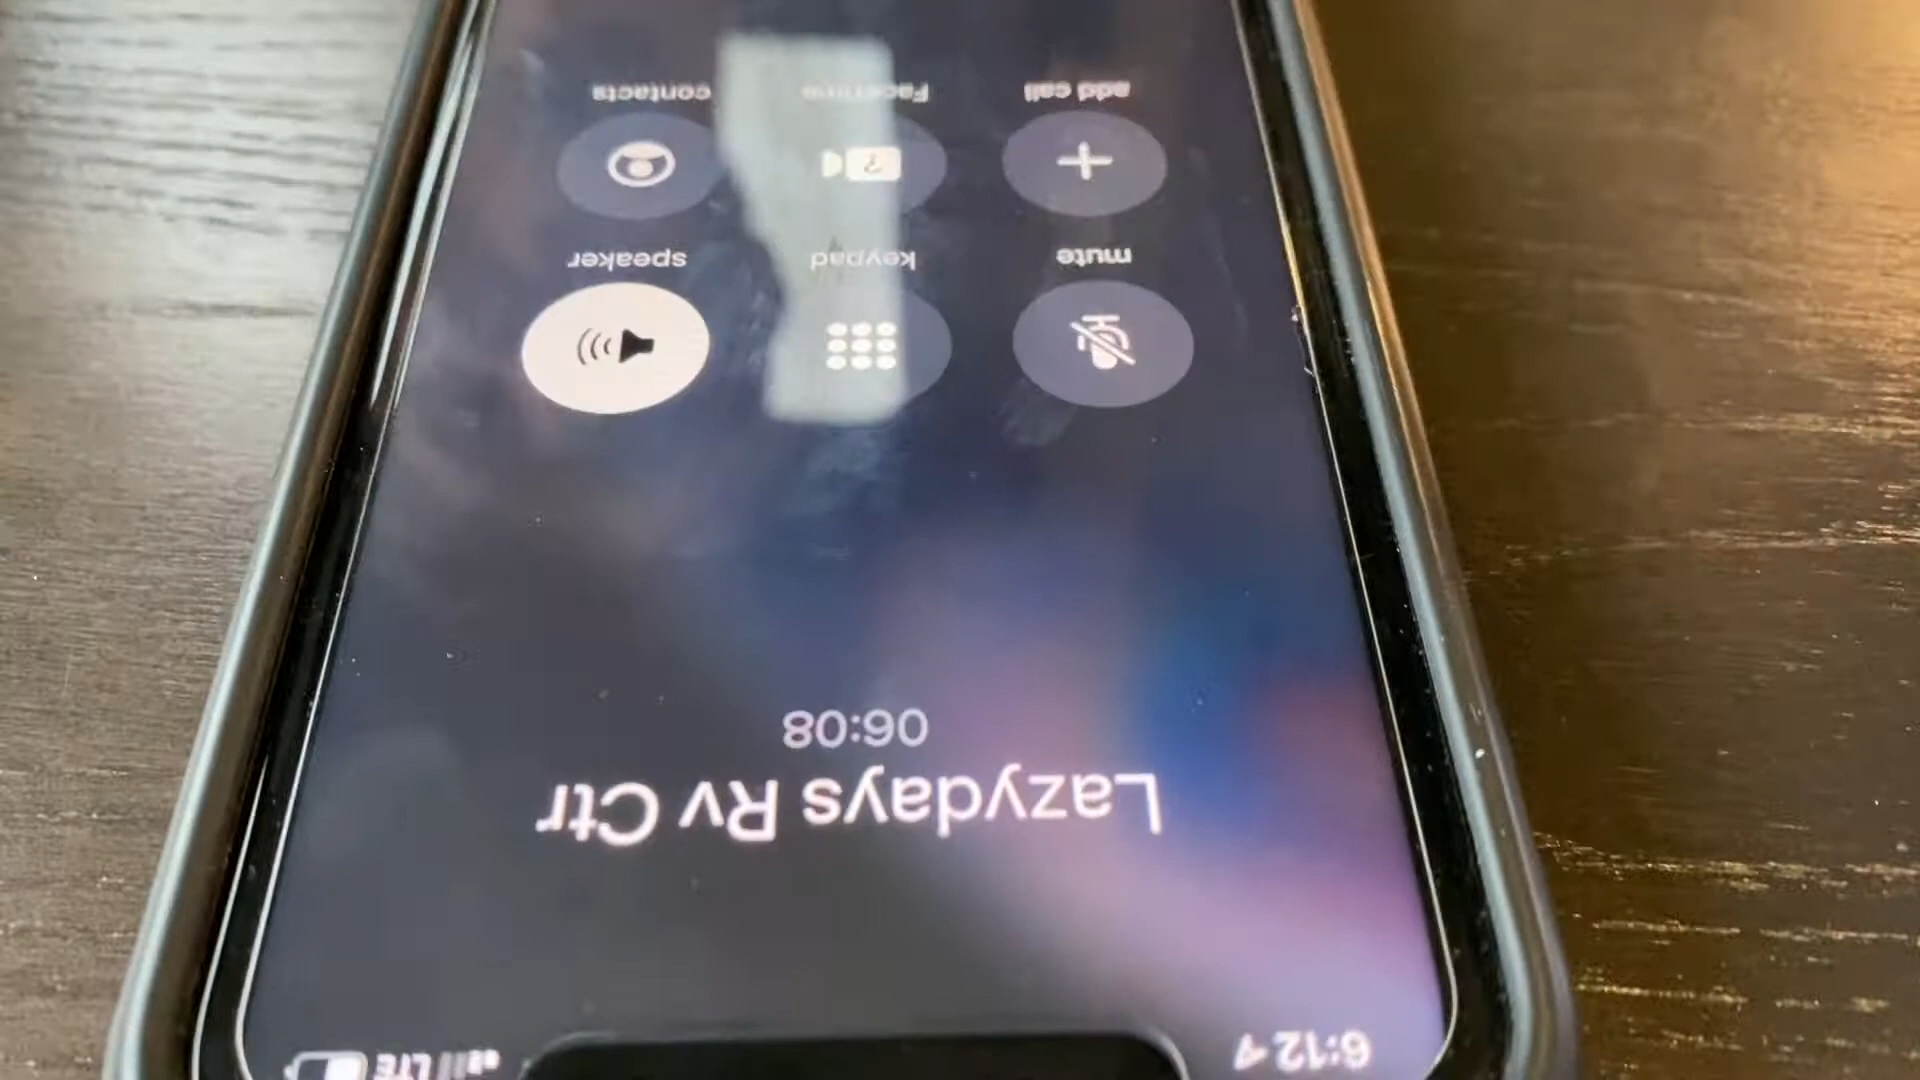 6:12
LTE
Lazydays Rv Ctr
06:08
mute
keypad
speaker
add call
FaceTime
contacts